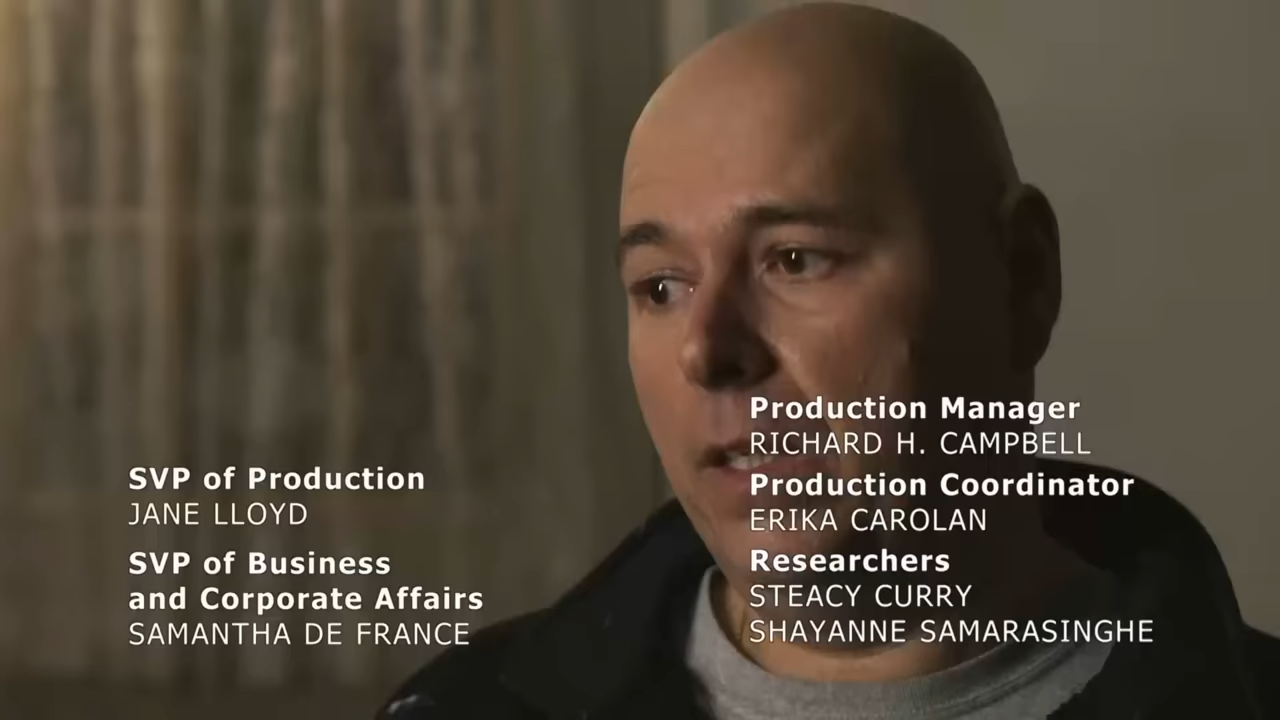 SVP of Production
JANE LLOYD
SVP of Business
and Corporate Affairs
SAMANTHA DE FRANCE
Production Manager
RICHARD H. CAMPBELL
Production Coordinator
ERIKA CAROLAN
Researchers
STEACY CURRY
SHAYANNE SAMARASINGHE